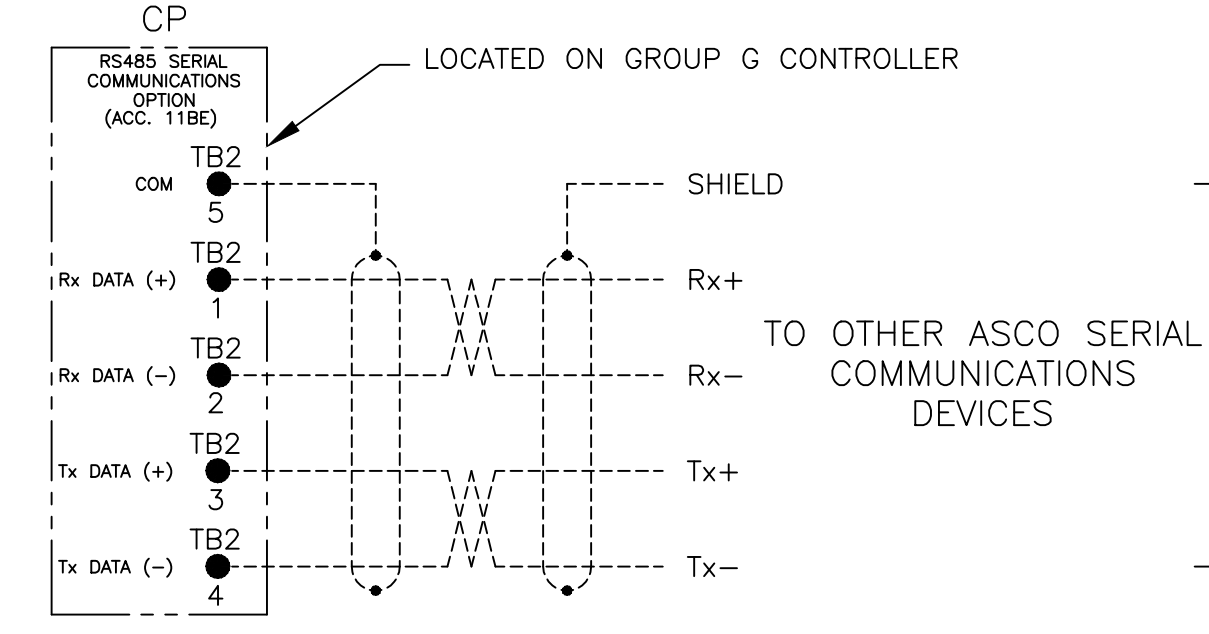 CP
RS485 SERIAL
COMMUNICATIONS
OPTION
(ACC. 11BE)
LOCATED ON GROUP G CONTROLLER
TB2
COM
5
SHIELD
TB2
Rx DATA (+)
1
Rx+
TB2
Rx DATA (−)
2
Rx−
TO OTHER ASCO SERIAL
COMMUNICATIONS
DEVICES
TB2
Tx DATA (+)
3
Tx+
TB2
Tx DATA (−)
4
Tx−